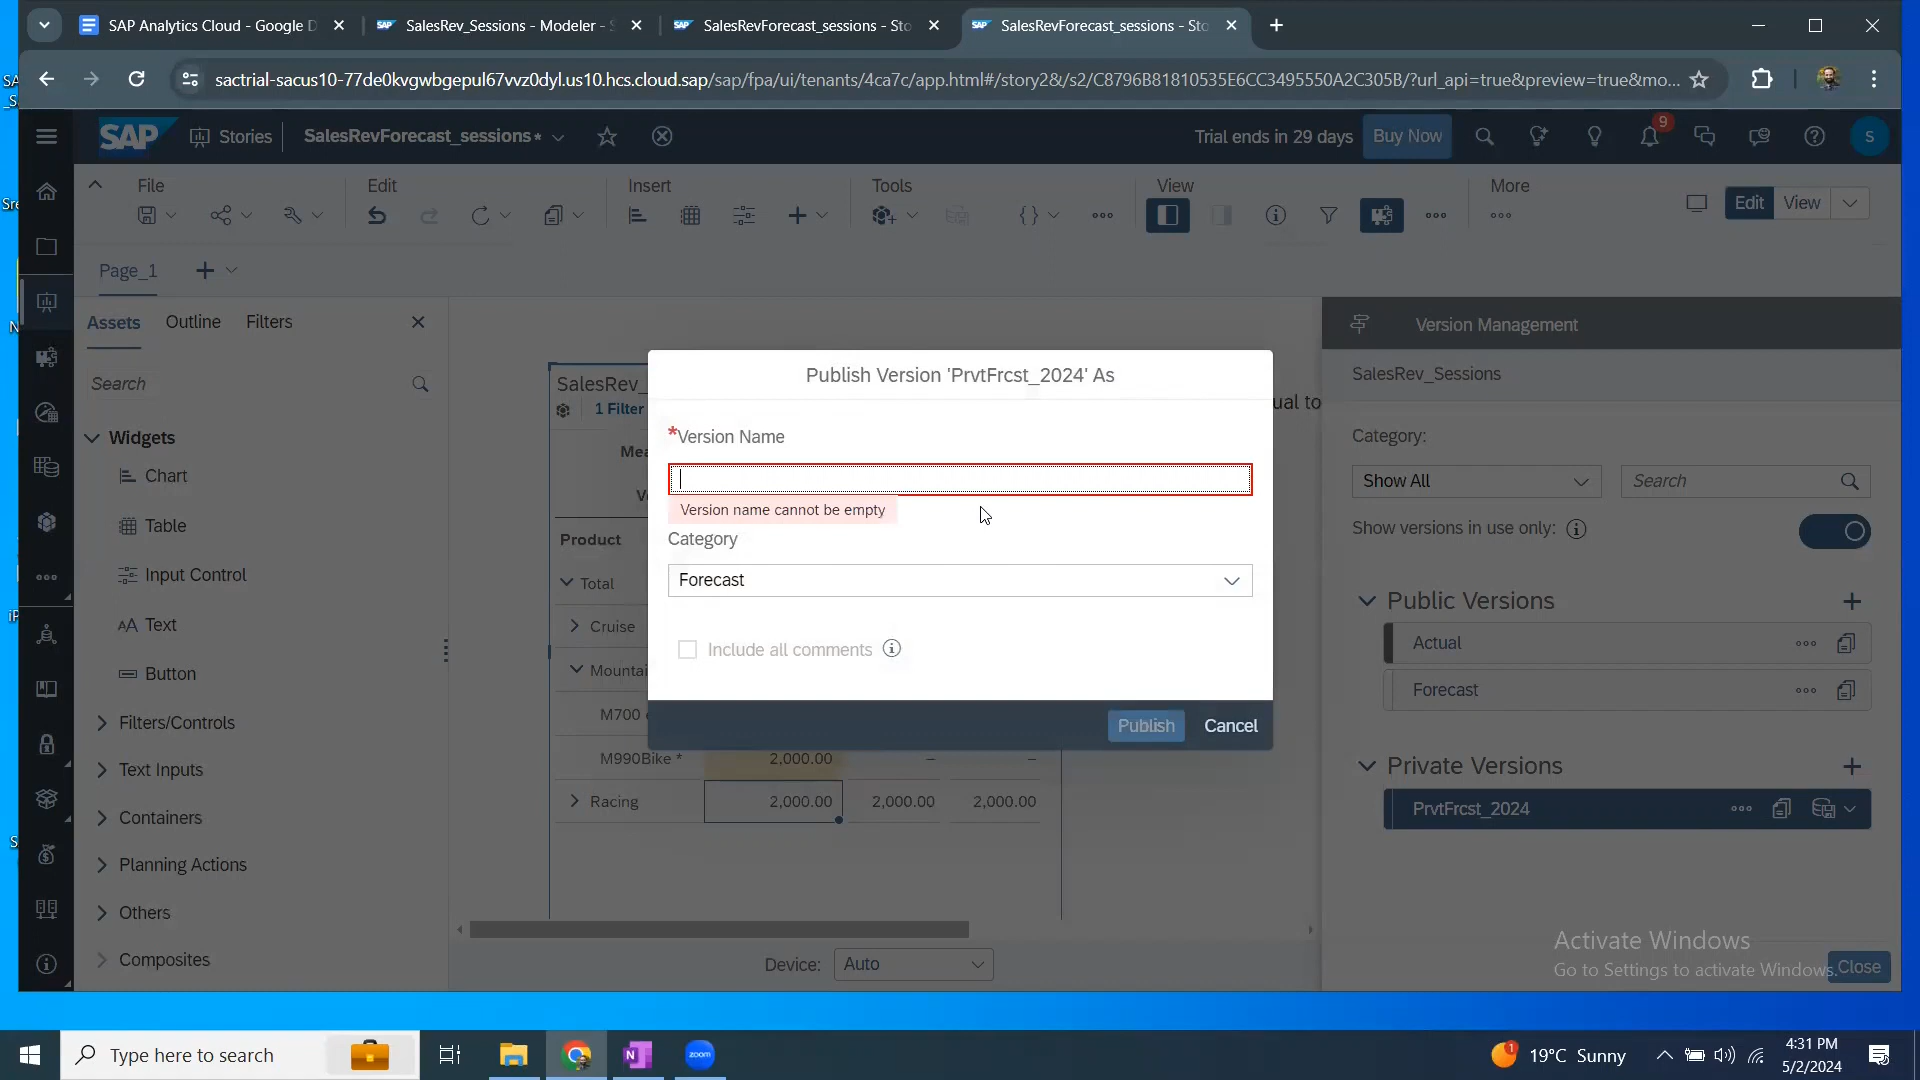 SAP Analytics Cloud - Google D
SalesRev_Sessions - Modeler - S
SalesRevForecast_sessions - Sto
SalesRevForecast_sessions - Sto
sactrial-sacus10-77de0kvgwbgepul67vvz0dyl.us10.hcs.cloud.sap/sap/fpa/ui/tenants/4ca7c/app.html#/story2&/s2/C8796B81810535E6CC3495550A2C305B/?url_api=true&preview=true&mo...
SAP Stories SalesRevForecast_sessions* Trial ends in 29 days Buy Now 9 S
File Edit Insert Tools View More
Edit View
Page_1
Assets Outline Filters
Search
Widgets
Chart
Table
Input Control
Text
Button
Filters/Controls
Text Inputs
Containers
Planning Actions
Others
Composites
SalesRev_
1 Filter
Mea
Ve
Product
Total
Cruise
Mountai
M700
M990Bike * 2,000.00 – –
Racing 2,000.00 2,000.00 2,000.00
ual to
Device: Auto
Publish Version 'PrvtFrcst_2024' As
*Version Name
Version name cannot be empty
Category
Forecast
Include all comments
Publish Cancel
Version Management
SalesRev_Sessions
Category:
Show All Search
Show versions in use only:
Public Versions
Actual
Forecast
Private Versions
PrvtFrcst_2024
Activate Windows
Go to Settings to activate Windows.
Close
Type here to search
zoom
1 19°C Sunny
4:31 PM
5/2/2024